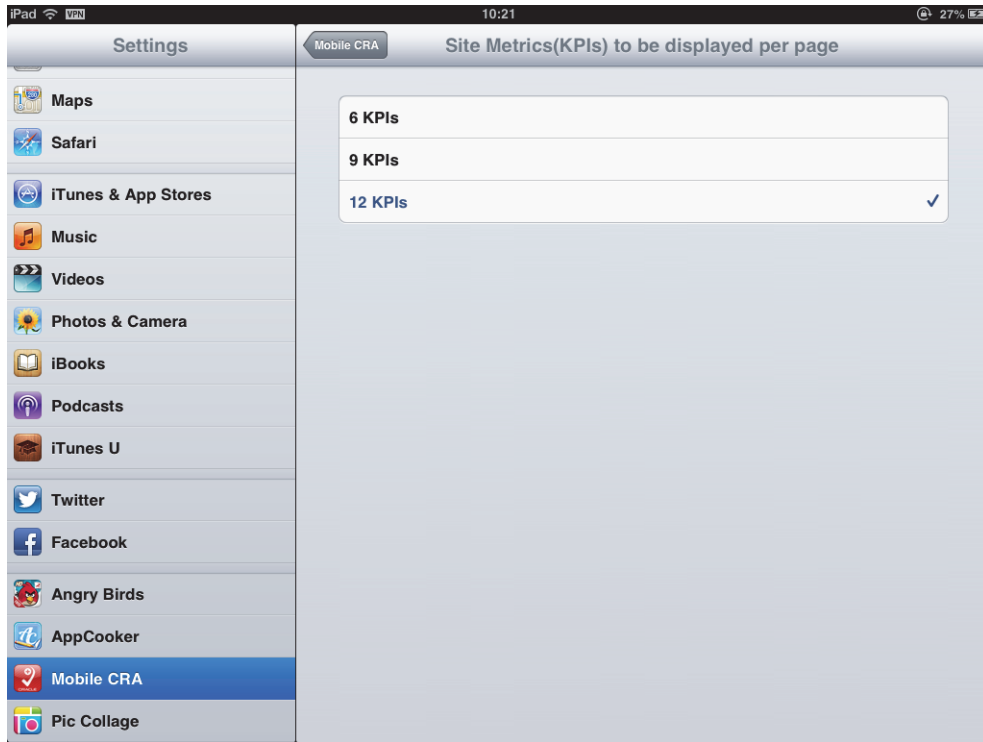 iPad VPN 10:21 27%
Settings
Mobile CRA Site Metrics(KPIs) to be displayed per page
Maps
Safari
iTunes & App Stores
Music
Videos
Photos & Camera
iBooks
Podcasts
iTunes U
Twitter
Facebook
Angry Birds
AppCooker
Mobile CRA
Pic Collage
6 KPIs
9 KPIs
12 KPIs